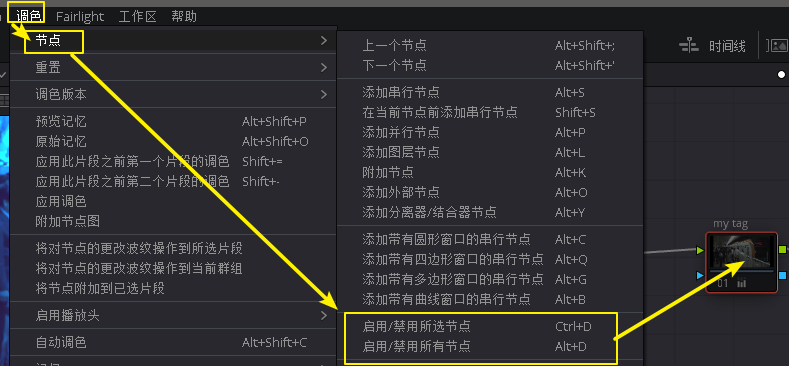 调色 Fairlight 工作区 帮助
节点
重置
调色版本
预览记忆 Alt+Shift+P
原始记忆 Alt+Shift+O
应用此片段之前第一个片段的调色 Shift+=
应用此片段之前第二个片段的调色 Shift+-
应用调色
附加节点图
将对节点的更改波纹操作到所选片段
将对节点的更改波纹操作到当前群组
将节点附加到已选片段
启用播放头
自动调色 Alt+Shift+C
上一个节点 Alt+Shift+;
下一个节点 Alt+Shift+'
添加串行节点 Alt+S
在当前节点前添加串行节点 Shift+S
添加并行节点 Alt+P
添加图层节点 Alt+L
附加节点 Alt+K
添加外部节点 Alt+O
添加分离器/结合器节点 Alt+Y
添加带有圆形窗口的串行节点 Alt+C
添加带有四边形窗口的串行节点 Alt+Q
添加带有多边形窗口的串行节点 Alt+G
添加带有曲线窗口的串行节点 Alt+B
启用/禁用所选节点 Ctrl+D
启用/禁用所有节点 Alt+D
时间线
my tag
01